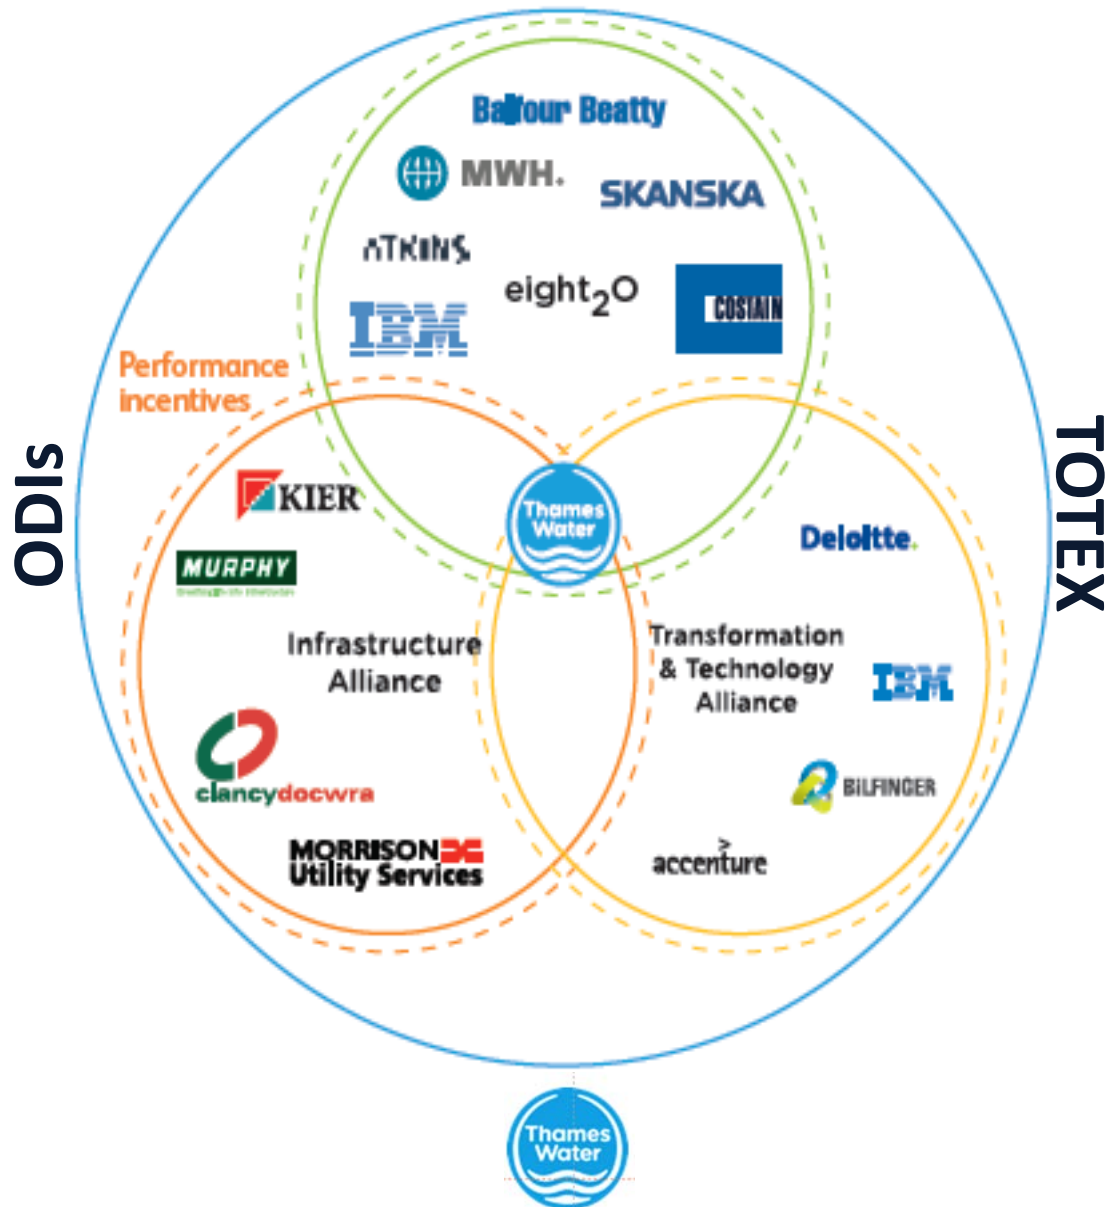 Balfour Beatty
MWH.
SKANSKA
ATKINS
eight2O
COSTAIN
IBM
Performance
incentives
ODIs
TOTEX
KIER
Thames
Water
MURPHY
Deloitte.
Infrastructure
Alliance
Transformation
& Technology
Alliance
IBM
clancydocwra
BILFINGER
MORRISON
Utility Services
accenture
Thames
Water